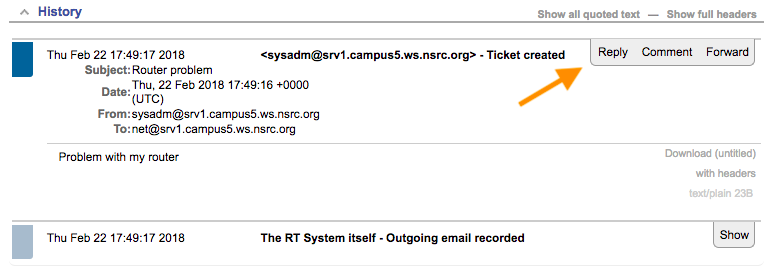 History
Show all quoted text — Show full headers
Thu Feb 22 17:49:17 2018 <sysadm@srv1.campus5.ws.nsrc.org> - Ticket created Reply Comment Forward
Subject: Router problem
Date: Thu, 22 Feb 2018 17:49:16 +0000
(UTC)
From: sysadm@srv1.campus5.ws.nsrc.org
To: net@srv1.campus5.ws.nsrc.org
Problem with my router
Download (untitled)
with headers
text/plain 23B
Thu Feb 22 17:49:17 2018 The RT System itself - Outgoing email recorded Show